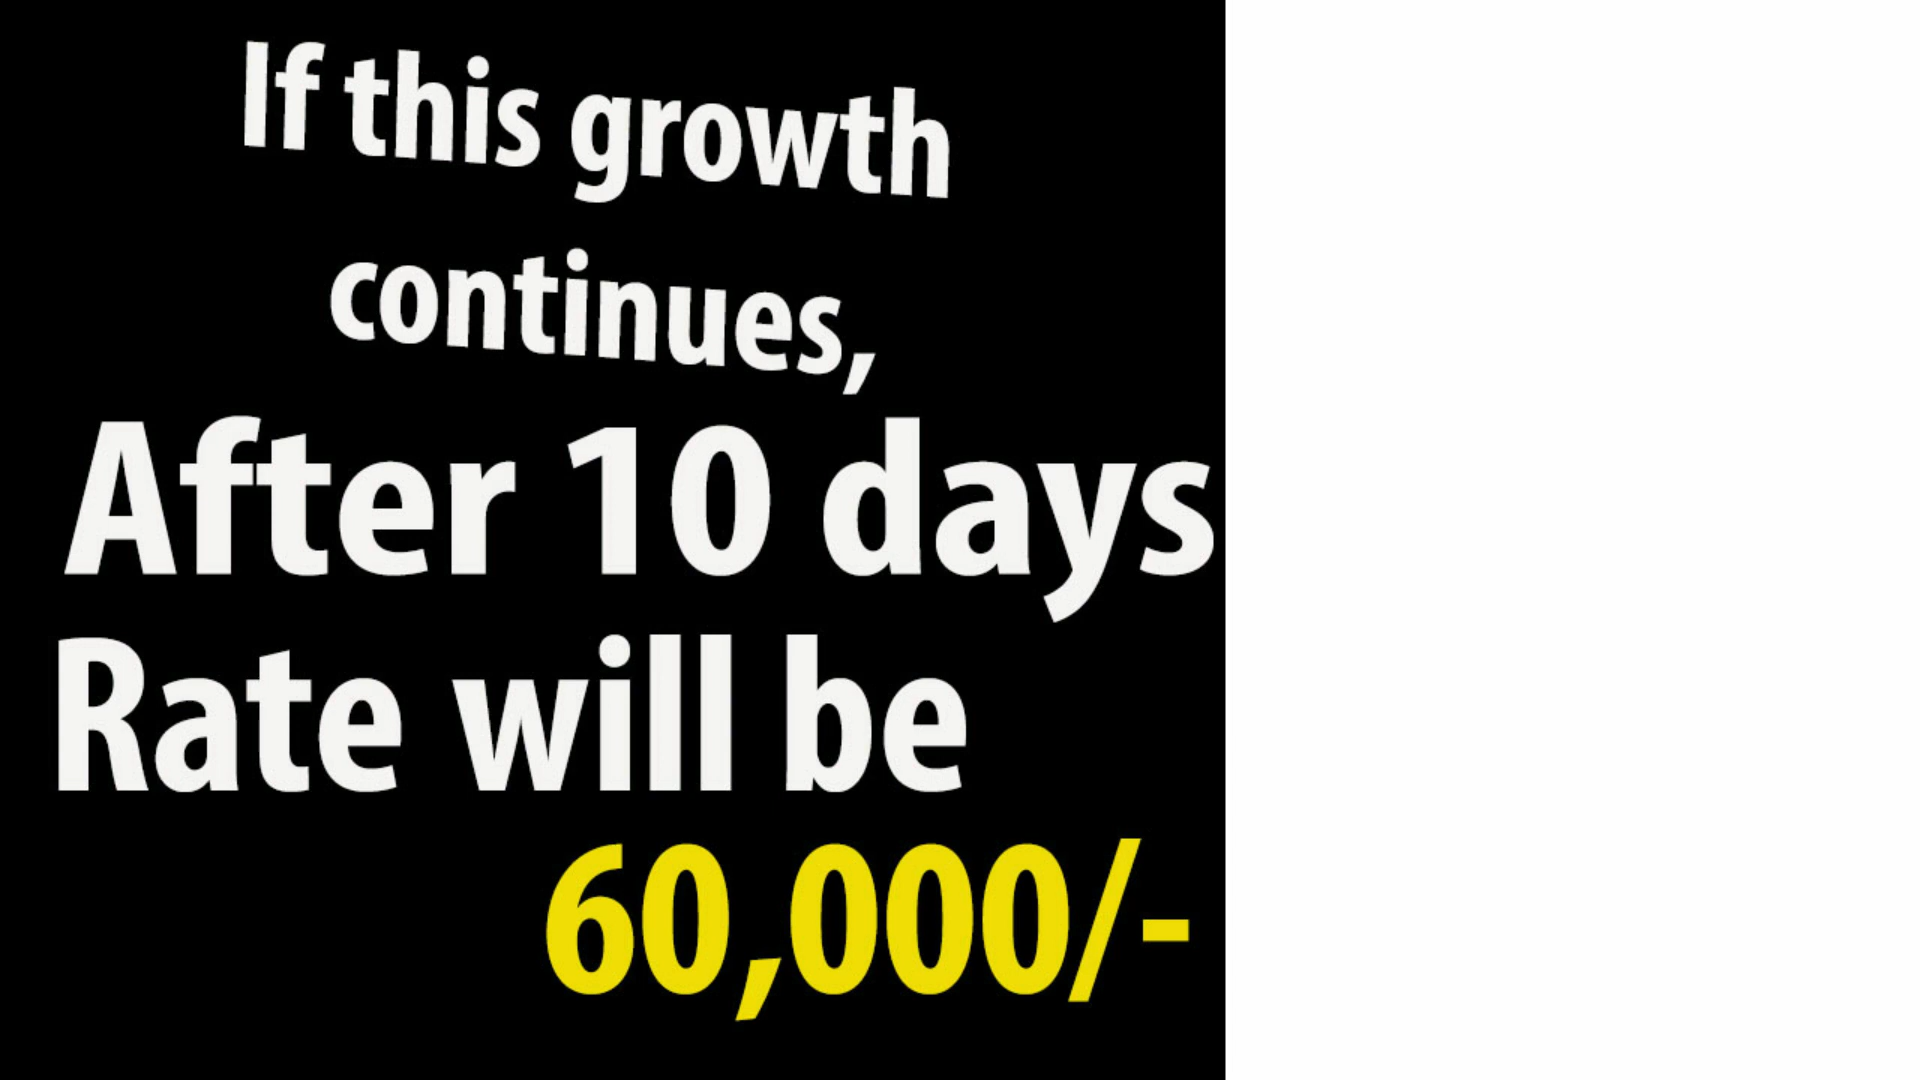 If this growth
continues,
After 10 days
Rate will be
60,000/-